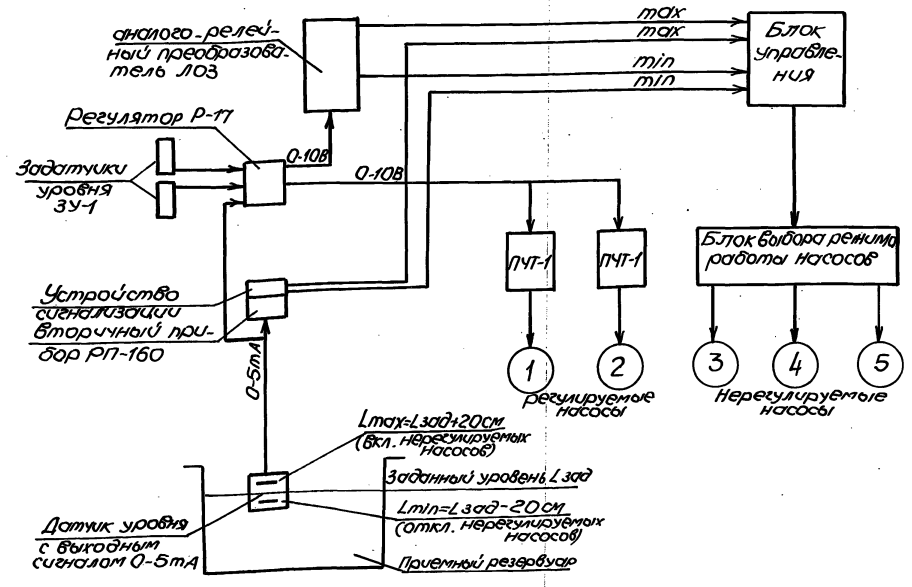 аналого-релей-
ный преобразова-
тель ЛОЗ
max
max
min
min
Блок
управле-
ния
Регулятор Р-17
0-10В
0-10В
Задатчики
уровня
ЗУ-1
ПЧТ-1
ПЧТ-1
Блок выбора режима
работы насосов
Устройство
сигнализации
Вторичный при-
бор РП-160
0-5mA
1
2
3
4
5
регулируемые
насосы
Нерегулируемые
насосы
Lmax=Lзад+20см
(вкл. нерегулируемых
насосов)
Заданный уровень Lзад
Lmin=Lзад-20см
(откл. нерегулируемых
насосов)
Датчик уровня
с выходным
сигналом 0-5mA
Приемный резервуар